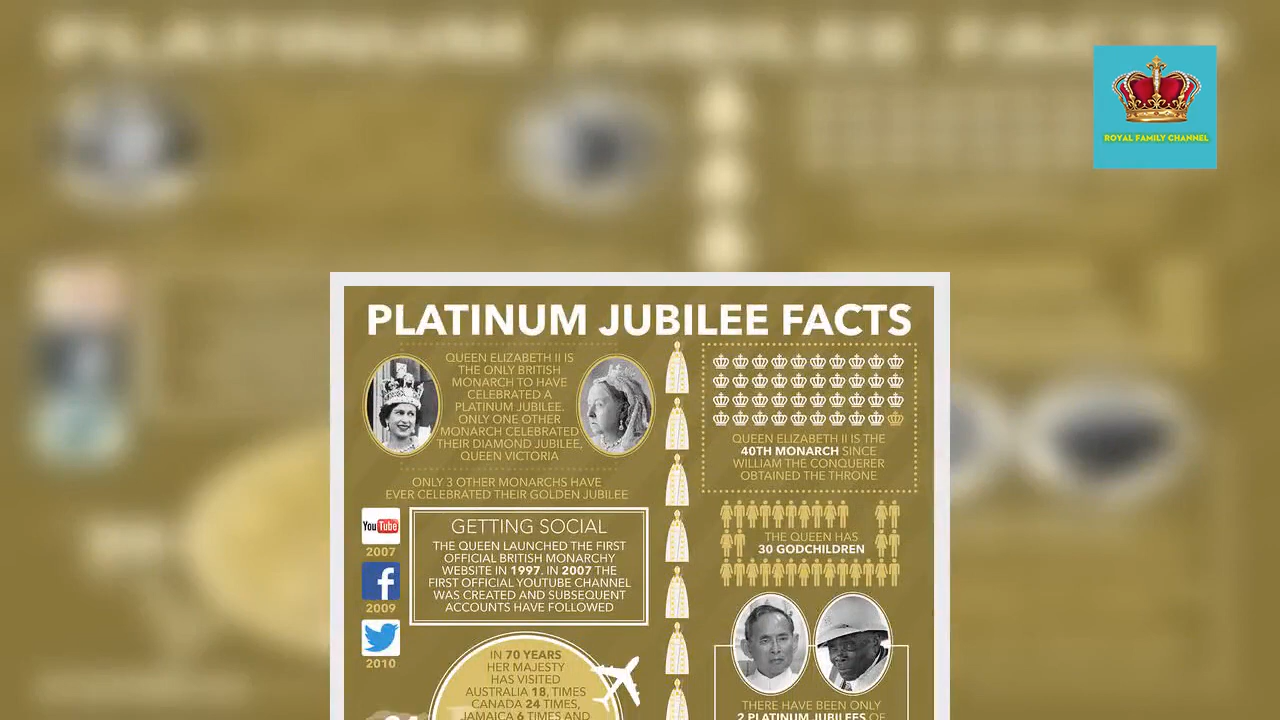 ROYAL FAMILY CHANNEL
PLATINUM JUBILEE FACTS
QUEEN ELIZABETH II IS
THE ONLY BRITISH
MONARCH TO HAVE
CELEBRATED A
PLATINUM JUBILEE.
ONLY ONE OTHER
MONARCH CELEBRATED
THEIR DIAMOND JUBILEE,
QUEEN VICTORIA
ONLY 3 OTHER MONARCHS HAVE
EVER CELEBRATED THEIR GOLDEN JUBILEE
QUEEN ELIZABETH II IS THE
40TH MONARCH SINCE
WILLIAM THE CONQUERER
OBTAINED THE THRONE
You Tube
2007
2009
2010
GETTING SOCIAL
THE QUEEN LAUNCHED THE FIRST
OFFICIAL BRITISH MONARCHY
WEBSITE IN 1997. IN 2007 THE
FIRST OFFICIAL YOUTUBE CHANNEL
WAS CREATED AND SUBSEQUENT
ACCOUNTS HAVE FOLLOWED
THE QUEEN HAS
30 GODCHILDREN
IN 70 YEARS
HER MAJESTY
HAS VISITED
AUSTRALIA 18, TIMES
CANADA 24 TIMES,
JAMAICA 6 TIMES AND
THERE HAVE BEEN ONLY
2 PLATINUM JUBILEES OF